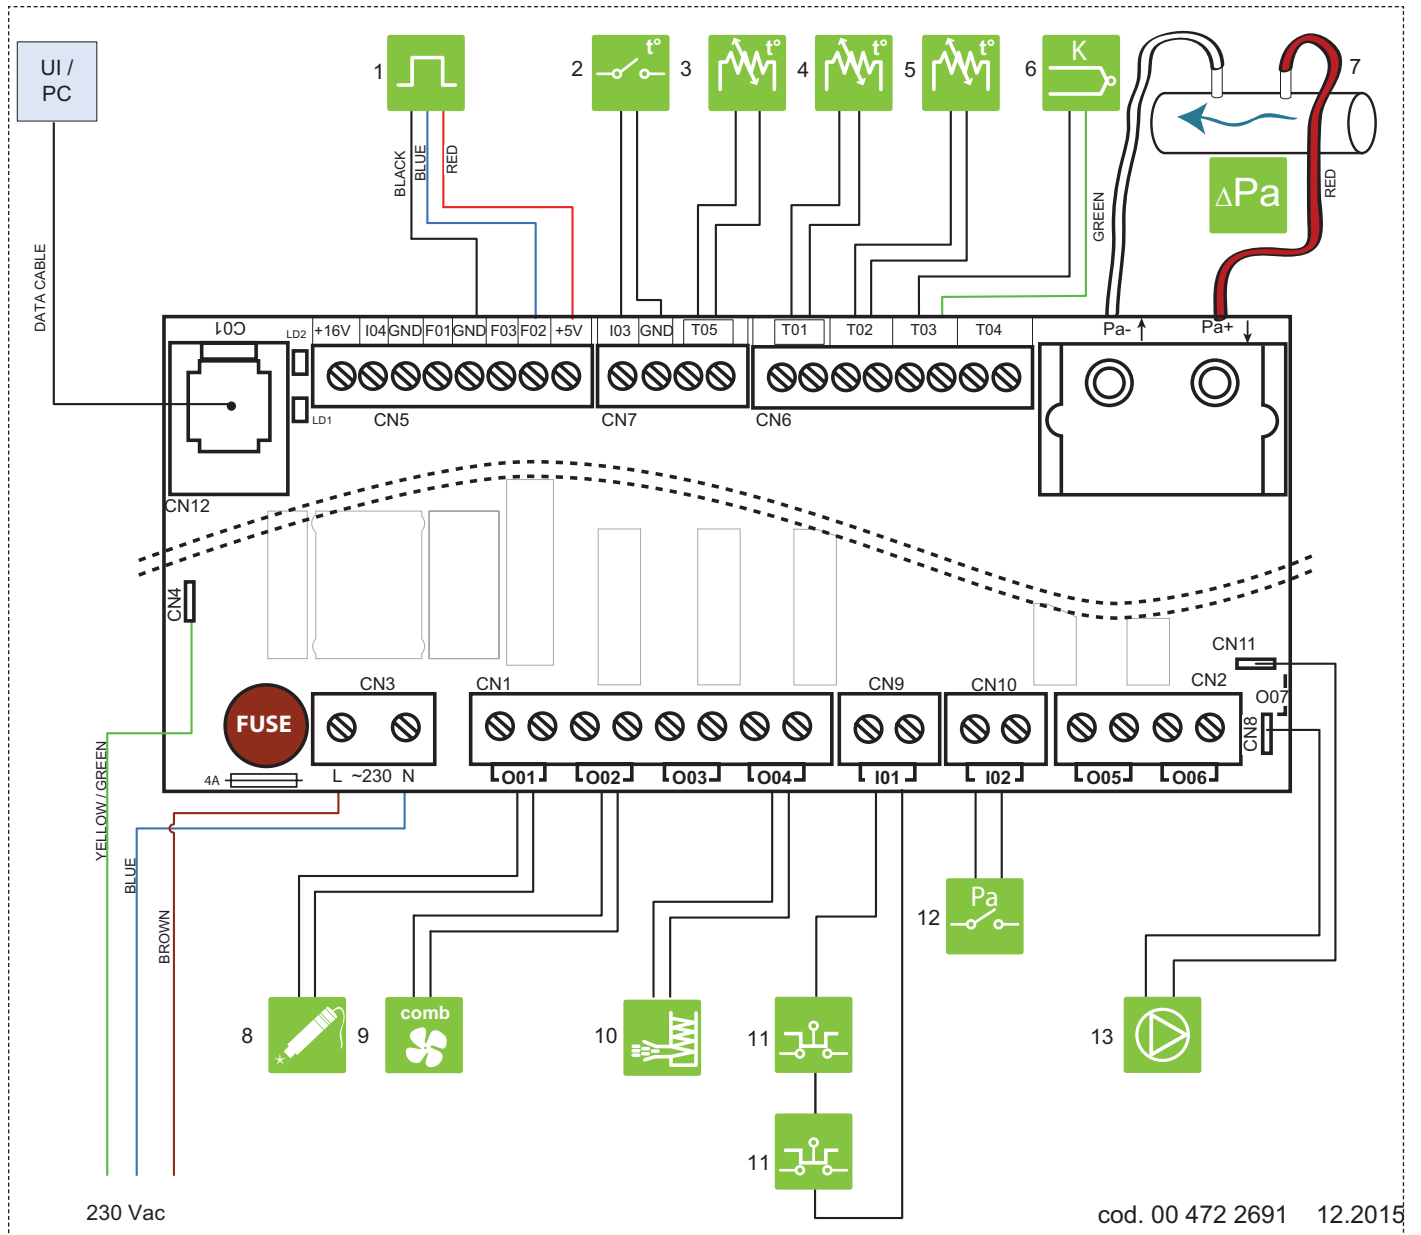 UI /
PC
1
2
t°
3
t°
4
t°
5
t°
6
K
7
BLACK
BLUE
RED
GREEN
RED
ΔPa
DATA CABLE
C01
LD2
+16V I04 GND F01 GND F03 F02 +5V
I03 GND T05
T01 T02 T03 T04
Pa- Pa+
LD1
CN5
CN7
CN6
CN12
CN4
CN11
CN3
CN1
CN9
CN10
CN2
O07
CN8
FUSE
4A
L ~230 N
O01 O02 O03 O04
I01
I02
O05 O06
YELLOW / GREEN
BLUE
BROWN
Pa
12
8
9
comb
10
11
13
11
230 Vac
cod. 00 472 2691 12.2015